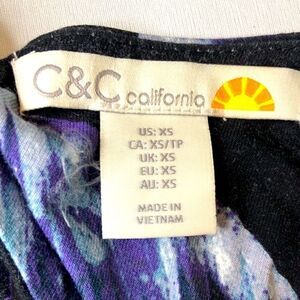 C&C california
US: XS
CA: XS/TP
UK: XS
EU: XS
AU: XS
MADE IN
VIETNAM